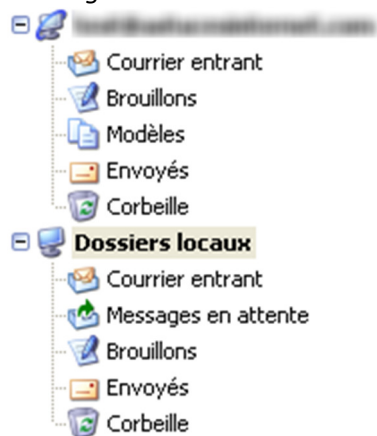 Courrier entrant
Brouillons
Modèles
Envoyés
Corbeille
Dossiers locaux
Courrier entrant
Messages en attente
Brouillons
Envoyés
Corbeille